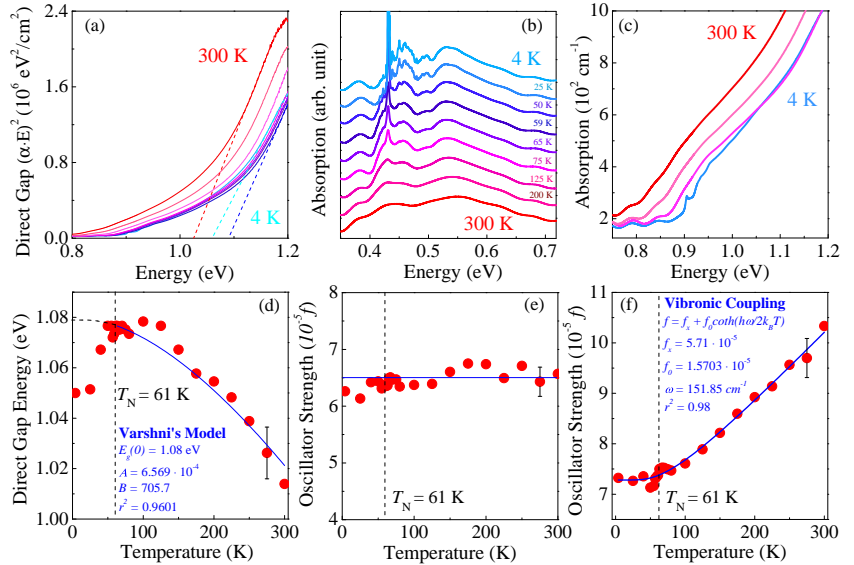 (a)
300 K
4 K
Direct Gap (α·E)² (10⁶ eV²/cm²)
2.4
1.8
1.2
0.6
0.0
0.8 0.9 1.0 1.1 1.2
Energy (eV)
(b)
4 K
25 K
50 K
59 K
65 K
75 K
125 K
200 K
300 K
Absorption (arb. unit)
0.4 0.5 0.6 0.7
Energy (eV)
(c)
300 K
4 K
Absorption (10² cm⁻¹)
10
8
6
4
2
0.8 0.9 1.0 1.1 1.2
Energy (eV)
(d)
T_N = 61 K
Varshni's Model
E_g(0) = 1.08 eV
A = 6.569 · 10⁻⁴
B = 705.7
r² = 0.9601
Direct Gap Energy (eV)
1.08
1.06
1.04
1.02
1.00
0 50 100 150 200 250 300
Temperature (K)
(e)
T_N = 61 K
Oscillator Strength (10⁻⁵ f)
8
7
6
5
4
0 50 100 150 200 250 300
Temperature (K)
(f)
Vibronic Coupling
f = f_x + f_0 coth(hω/2k_BT)
f_x = 5.71 · 10⁻⁵
f_0 = 1.5703 · 10⁻⁵
ω = 151.85 cm⁻¹
r² = 0.98
T_N = 61 K
Oscillator Strength (10⁻⁵ f)
11
10
9
8
7
6
0 50 100 150 200 250 300
Temperature (K)